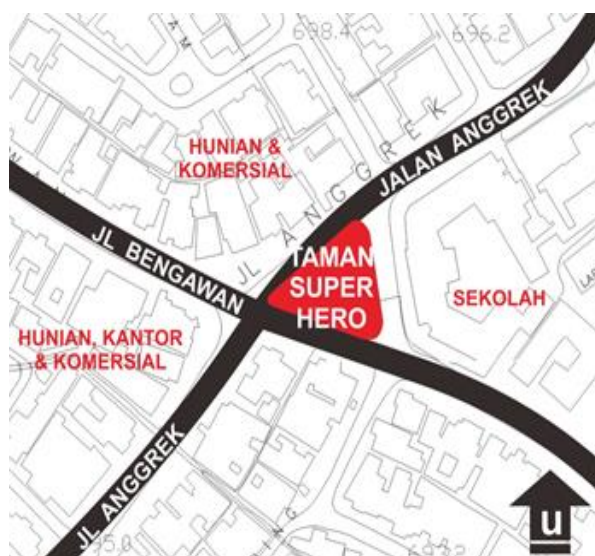 698.4
696.2
HUNIAN &
KOMERSIAL
JALAN ANGGREK
JL ANGGREK
JL BENGAWAN
TAMAN
SUPER
HERO
SEKOLAH
HUNIAN, KANTOR
& KOMERSIAL
JL ANGGREK
u